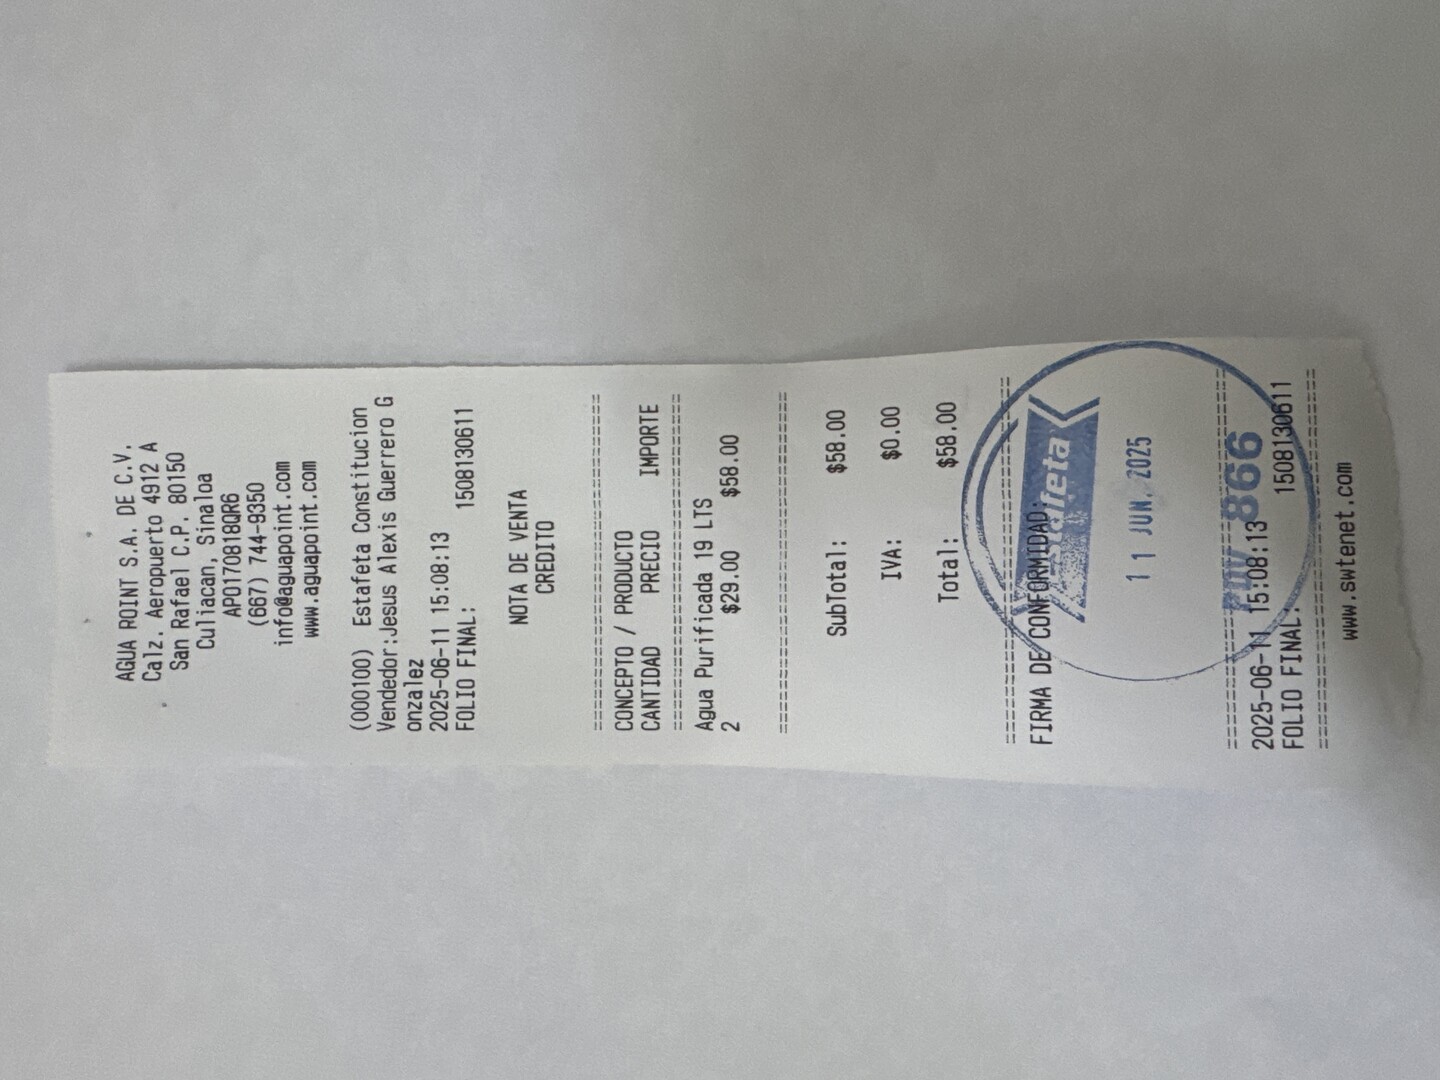 AGUA POINT S.A. DE C.V.
Calz. Aeropuerto 4912 A
San Rafael C.P. 80150
Culiacan, Sinaloa
APO170818QR6
(667) 744-9350
info@aguapoint.com
www.aguapoint.com
(000100) Estafeta Constitucion
Vendedor:Jesus Alexis Guerrero G
onzalez
2025-06-11 15:08:13
FOLIO FINAL: 1508130611
NOTA DE VENTA
CREDITO
================================
CONCEPTO / PRODUCTO
CANTIDAD PRECIO IMPORTE
================================
Agua Purificada 19 LTS
2 $29.00 $58.00
================================
SubTotal: $58.00
IVA: $0.00
Total: $58.00
================================
FIRMA DE CONFORMIDAD:
estafeta
11 JUN. 2025
PDV 866
================================
2025-06-11 15:08:13
FOLIO FINAL: 1508130611
================================
www.swtenet.com